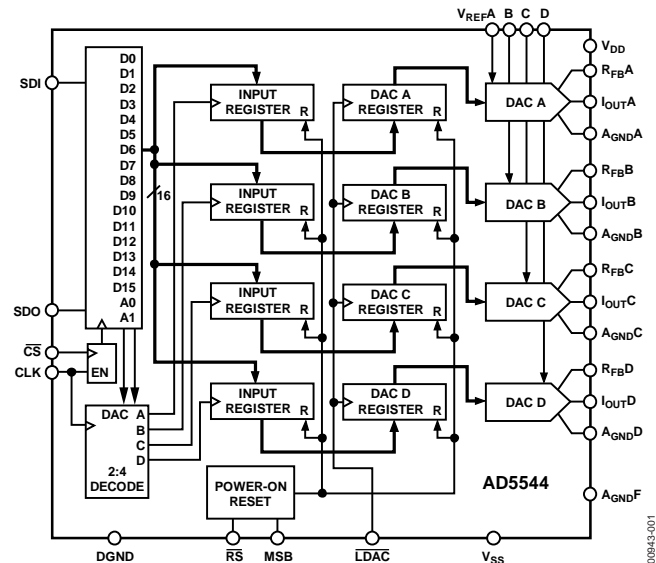 VREFA B C D
VDD
SDI
D0
D1
D2
D3
D4
D5
D6
D7
D8
D9
D10
D11
D12
D13
D14
D15
A0
A1
16
INPUT
REGISTER R
DAC A
REGISTER R
DAC A
RFBA
IOUTA
AGNDA
INPUT
REGISTER R
DAC B
REGISTER R
DAC B
RFBB
IOUTB
AGNDB
INPUT
REGISTER R
DAC C
REGISTER R
DAC C
RFBC
IOUTC
AGNDC
INPUT
REGISTER R
DAC D
REGISTER R
DAC D
RFBD
IOUTD
AGNDD
SDO
CS
CLK
EN
DAC A
B
C
D
2:4
DECODE
POWER-ON
RESET
AD5544
AGNDF
DGND
RS
MSB
LDAC
VSS
00943-001